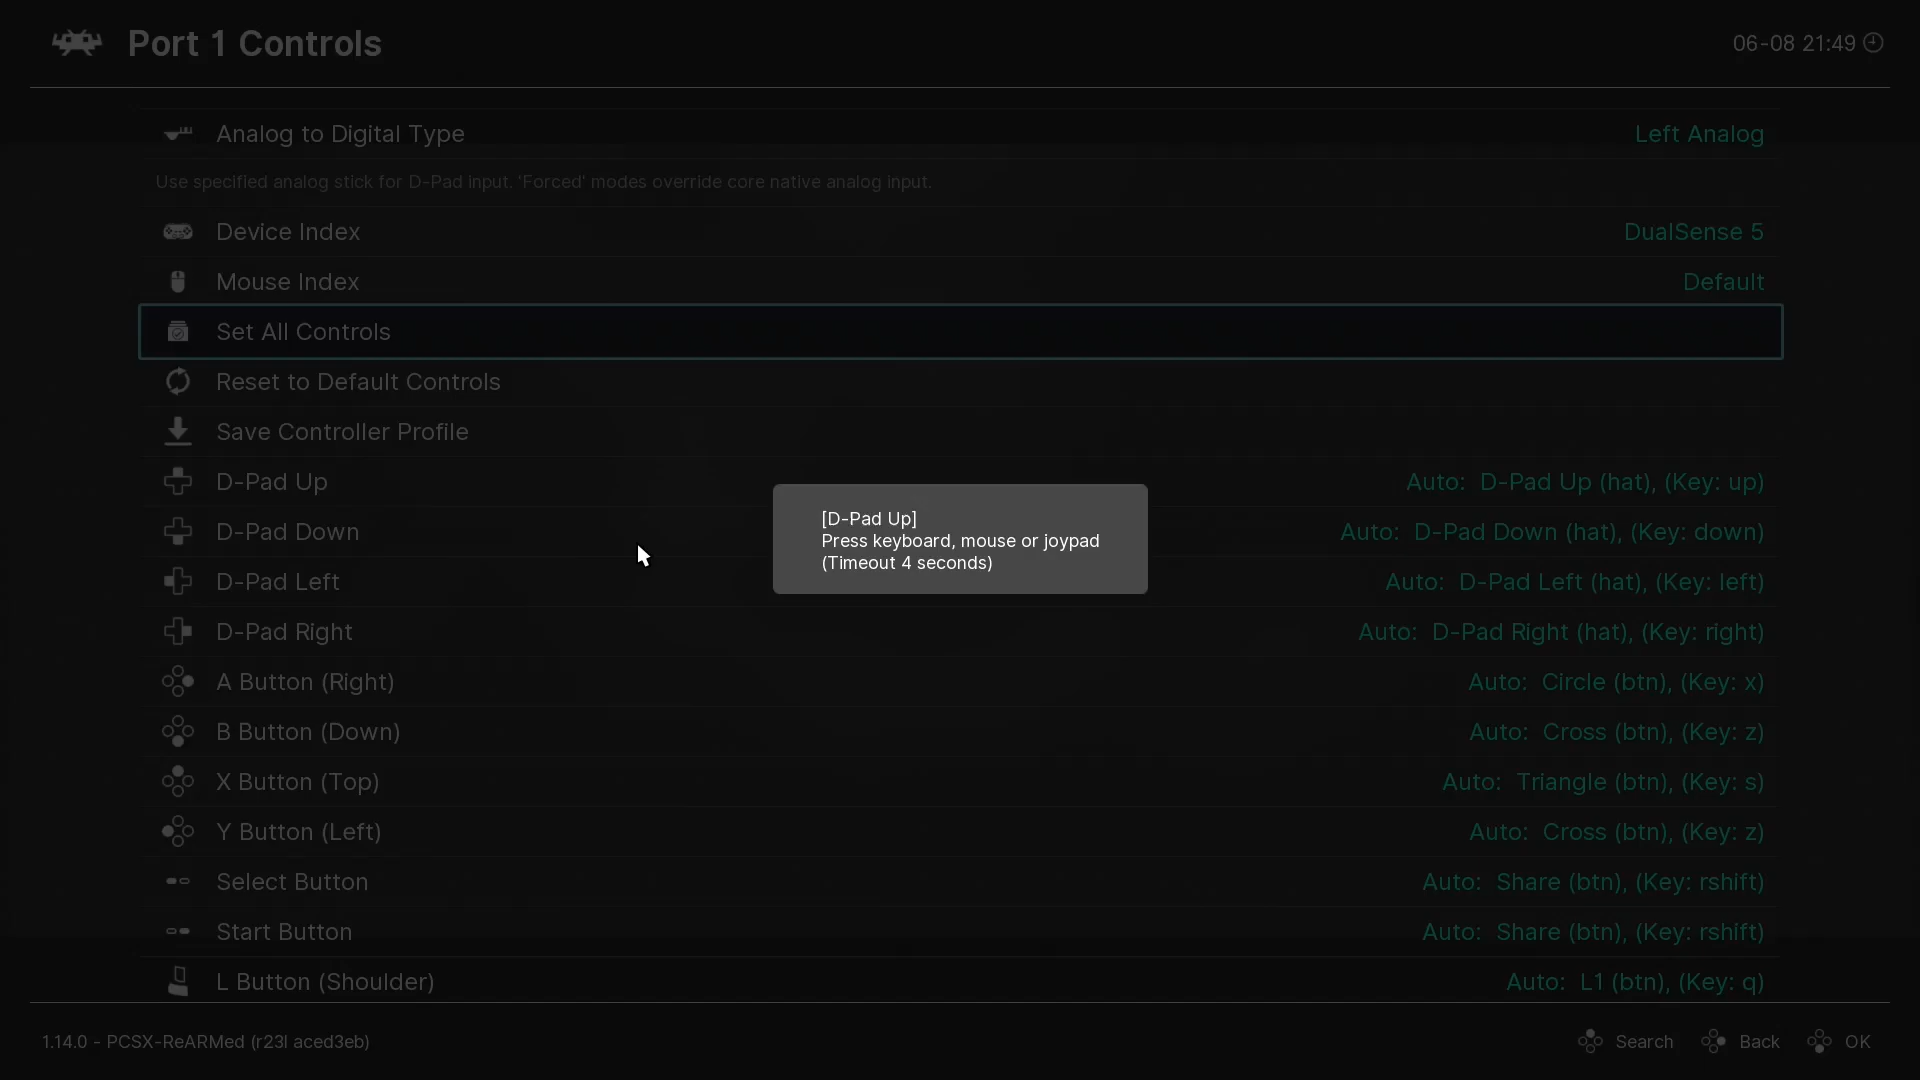 Port 1 Controls
06-08 21:49
Analog to Digital Type
Left Analog
Use specified analog stick for D-Pad input. 'Forced' modes override core native analog input.
Device Index
DualSense 5
Mouse Index
Default
Set All Controls
Reset to Default Controls
Save Controller Profile
D-Pad Up
Auto: D-Pad Up (hat), (Key: up)
D-Pad Down
Auto: D-Pad Down (hat), (Key: down)
D-Pad Left
Auto: D-Pad Left (hat), (Key: left)
D-Pad Right
Auto: D-Pad Right (hat), (Key: right)
A Button (Right)
Auto: Circle (btn), (Key: x)
B Button (Down)
Auto: Cross (btn), (Key: z)
X Button (Top)
Auto: Triangle (btn), (Key: s)
Y Button (Left)
Auto: Cross (btn), (Key: z)
Select Button
Auto: Share (btn), (Key: rshift)
Start Button
Auto: Share (btn), (Key: rshift)
L Button (Shoulder)
Auto: L1 (btn), (Key: q)
[D-Pad Up]
Press keyboard, mouse or joypad
(Timeout 4 seconds)
1.14.0 - PCSX-ReARMed (r23l aced3eb)
Search
Back
OK